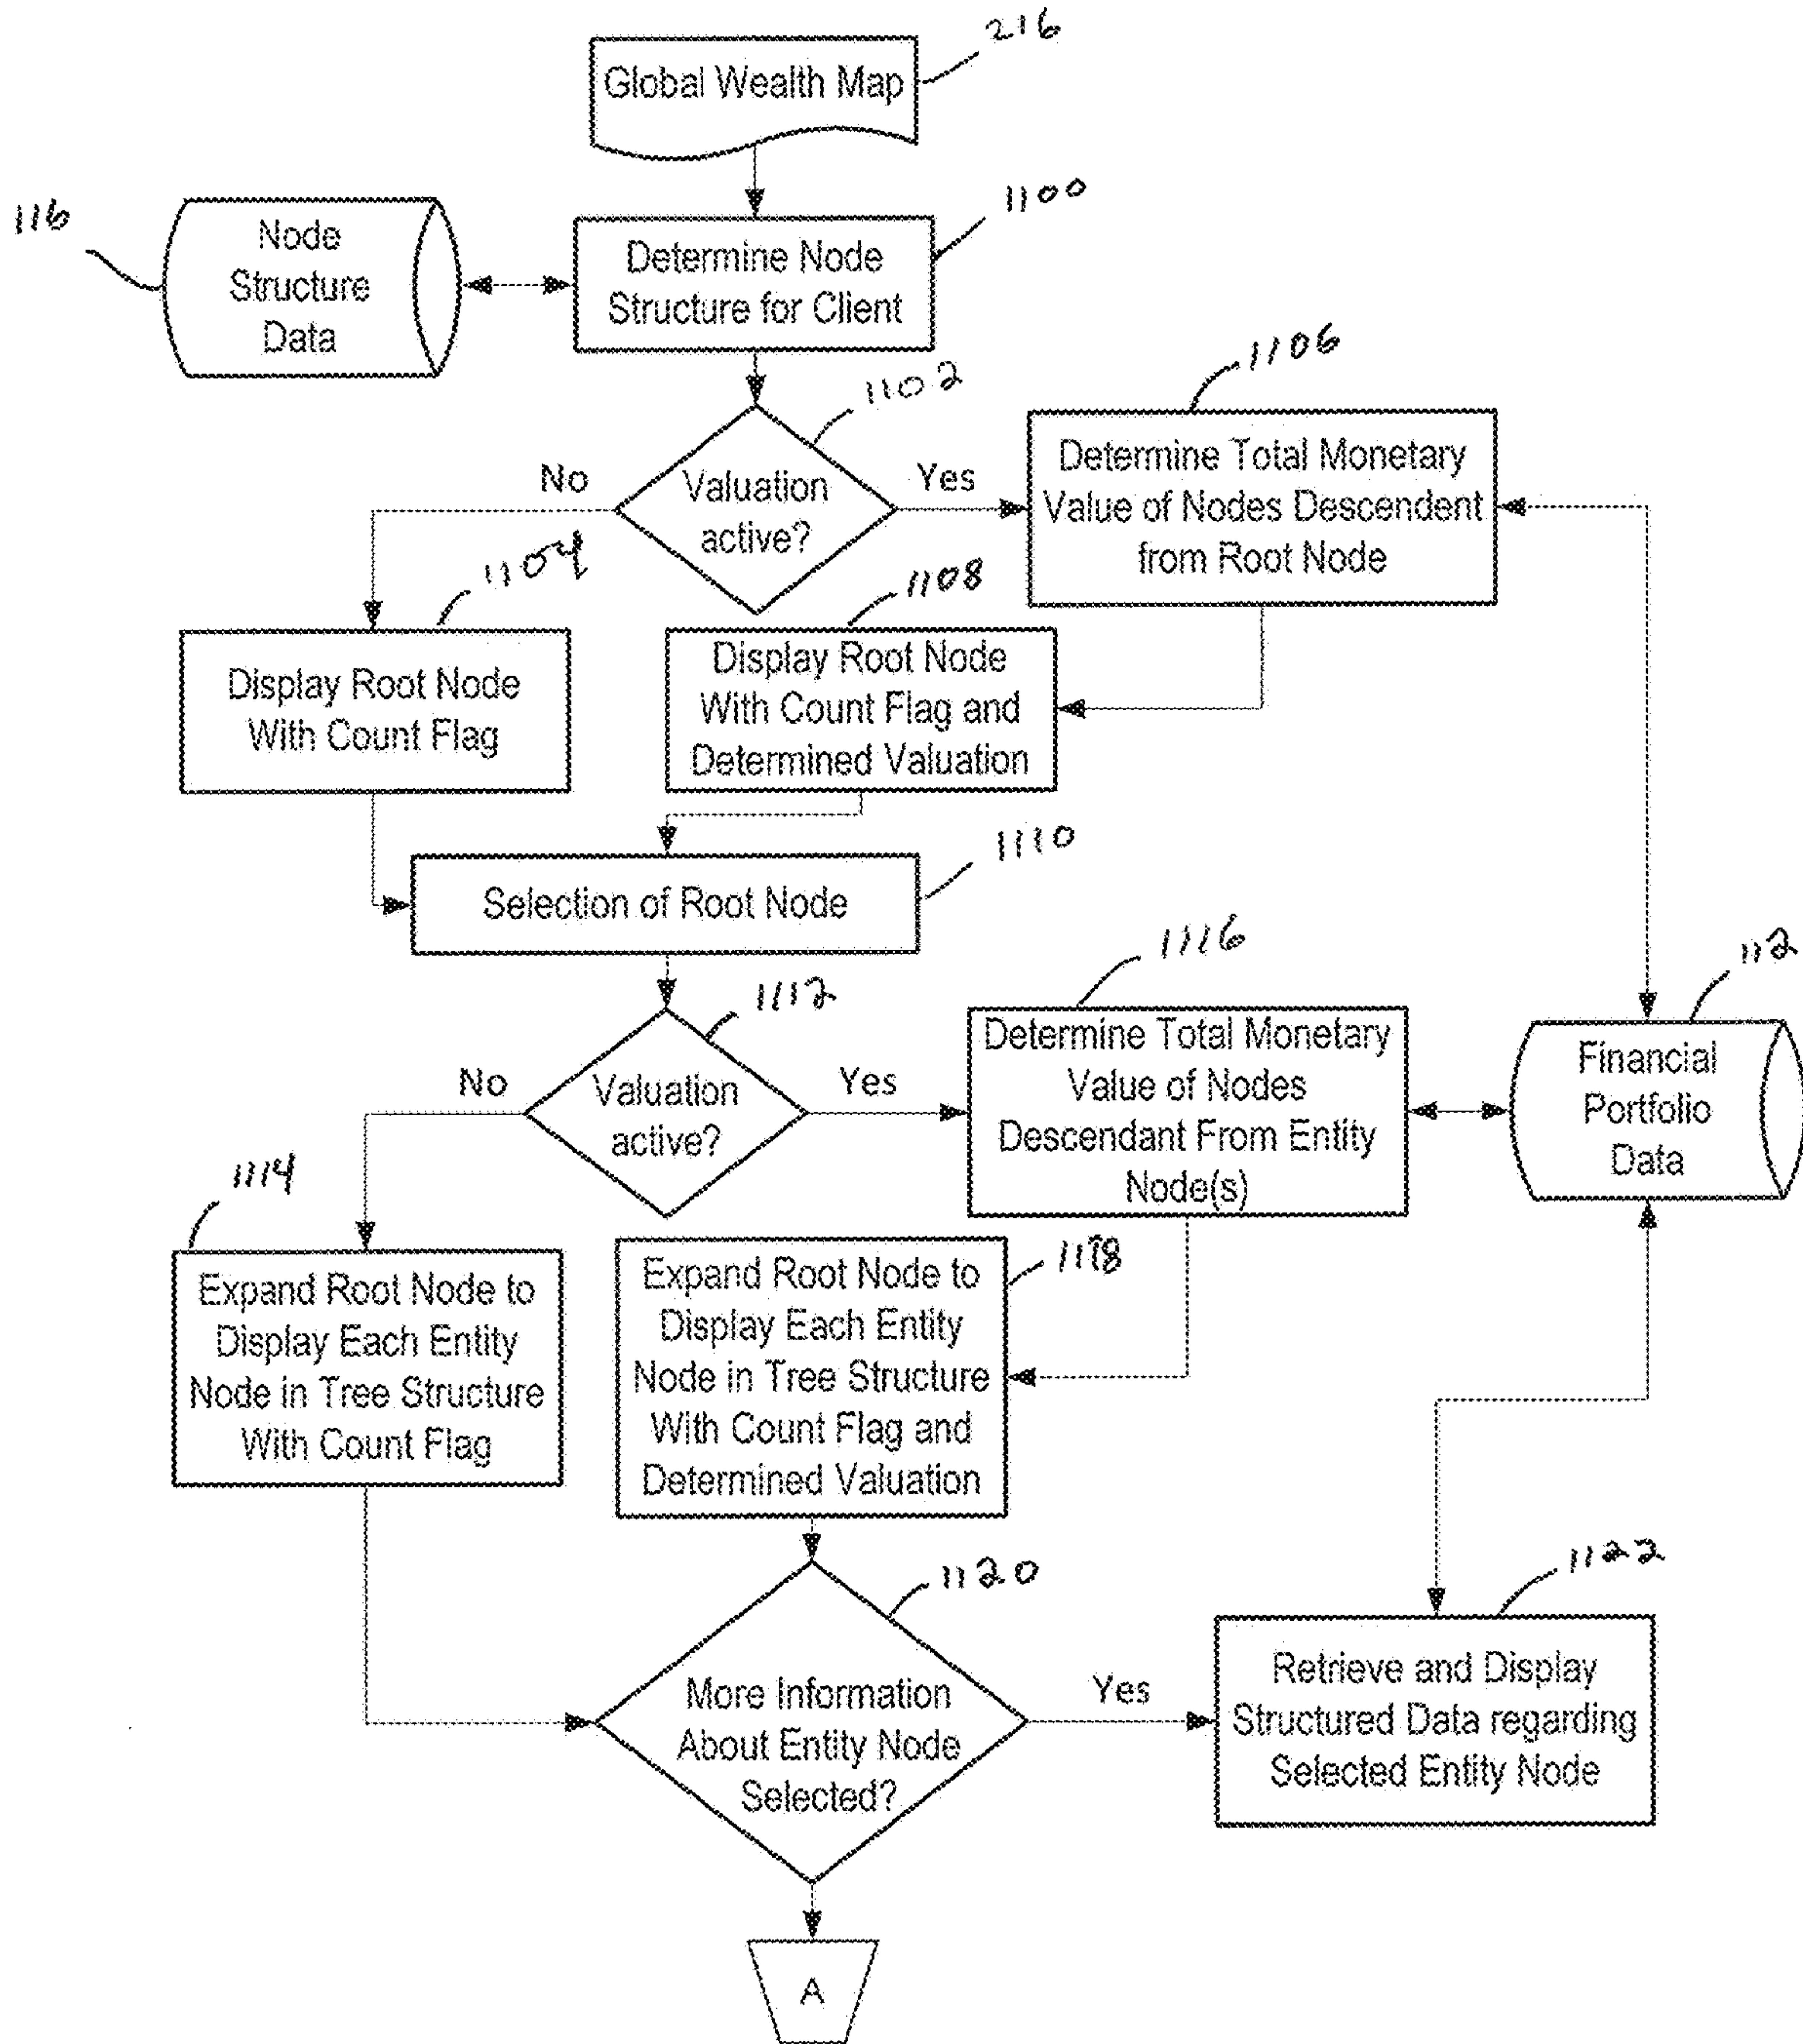 216
Global Wealth Map
1100
116
Node
Structure
Data
Determine Node
Structure for Client
1102
1106
No
Valuation
active?
Yes
Determine Total Monetary
Value of Nodes Descendent
from Root Node
1104
1108
Display Root Node
With Count Flag
Display Root Node
With Count Flag and
Determined Valuation
1110
Selection of Root Node
1112
1116
112
No
Valuation
active?
Yes
Determine Total Monetary
Value of Nodes
Descendant From Entity
Node(s)
Financial
Portfolio
Data
1114
1118
Expand Root Node to
Display Each Entity
Node in Tree Structure
With Count Flag
Expand Root Node to
Display Each Entity
Node in Tree Structure
With Count Flag and
Determined Valuation
1120
1122
More Information
About Entity Node
Selected?
Yes
Retrieve and Display
Structured Data regarding
Selected Entity Node
A